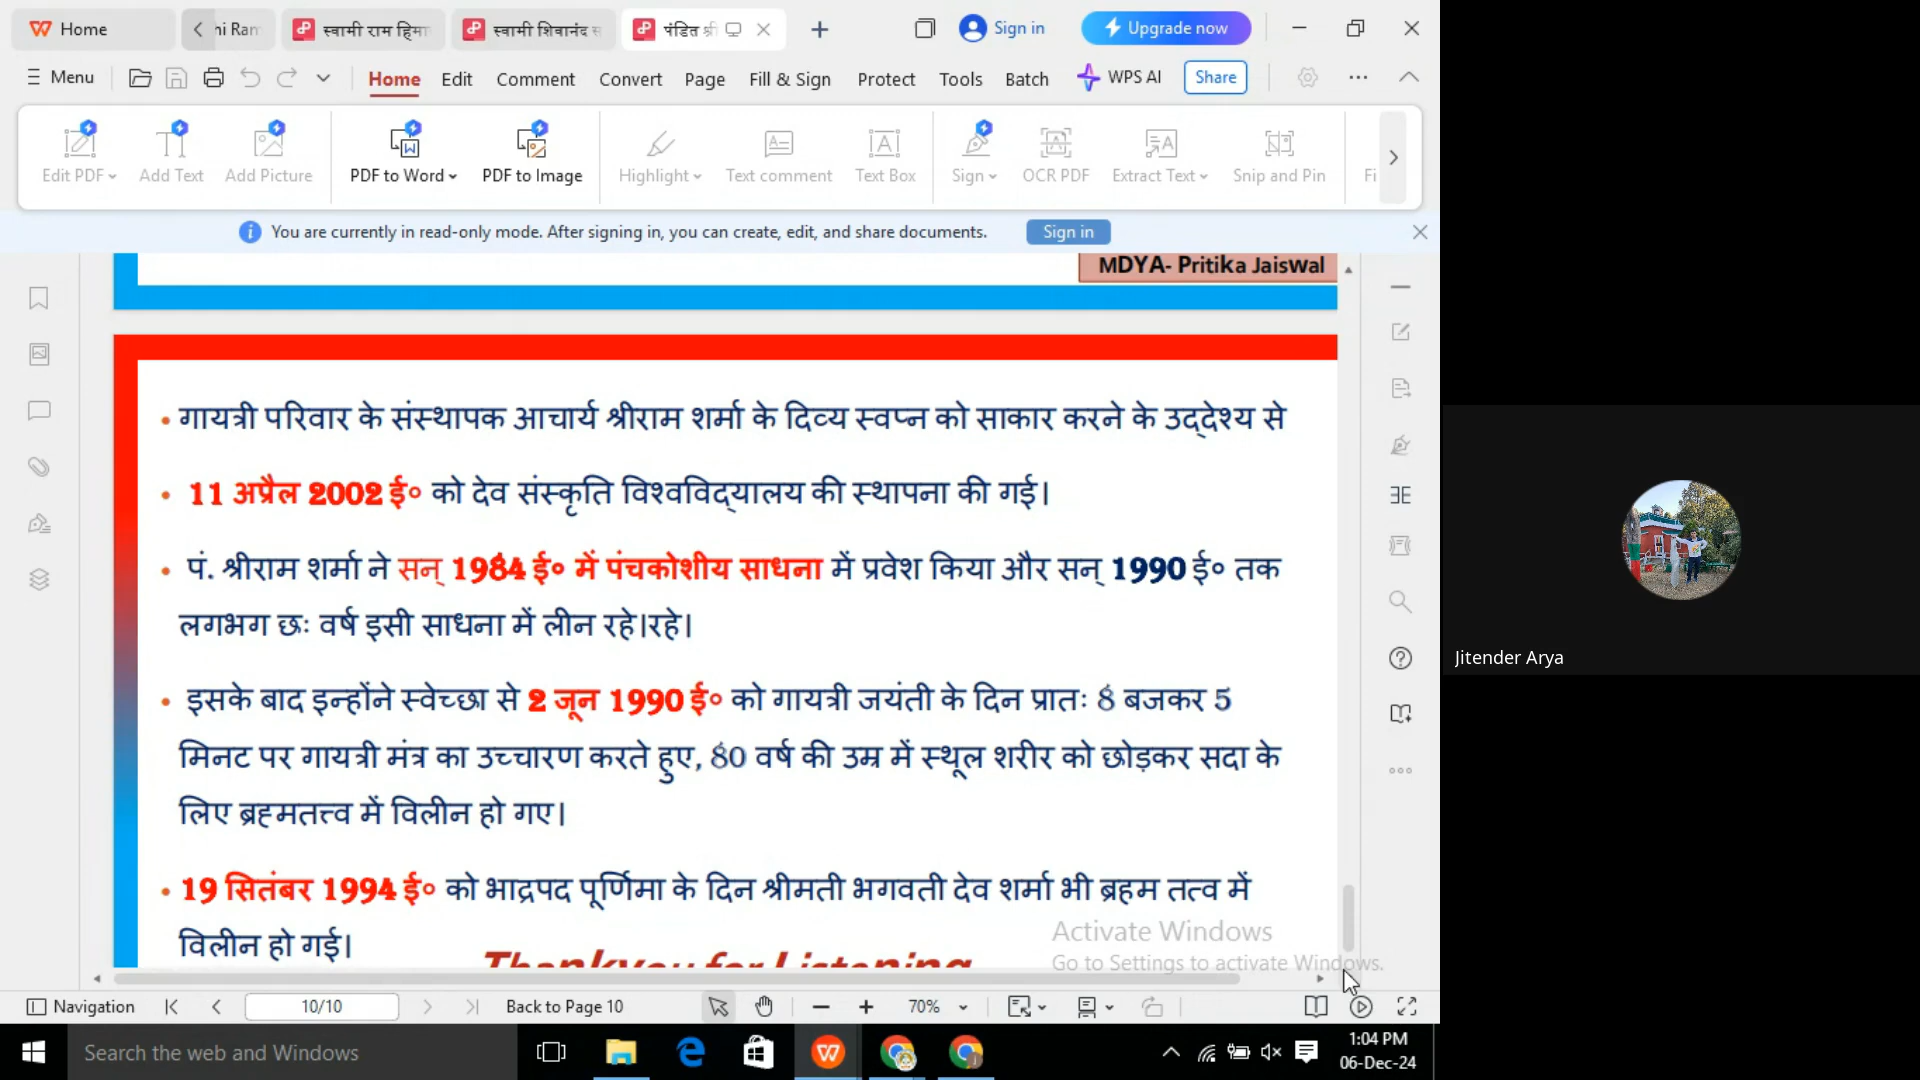 Home
hi Ram
स्वामी राम हिमा
स्वामी शिवानंद स
पंडित श्री
Sign in
Upgrade now
Menu
Home Edit Comment Convert Page Fill & Sign Protect Tools Batch WPS AI Share
Edit PDF Add Text Add Picture PDF to Word PDF to Image Highlight Text comment Text Box Sign OCR PDF Extract Text Snip and Pin Fi
You are currently in read-only mode. After signing in, you can create, edit, and share documents. Sign in
MDYA- Pritika Jaiswal
• गायत्री परिवार के संस्थापक आचार्य श्रीराम शर्मा के दिव्य स्वप्न को साकार करने के उद्देश्य से
• 11 अप्रैल 2002 ई० को देव संस्कृति विश्वविद्यालय की स्थापना की गई।
• पं. श्रीराम शर्मा ने सन् 1984 ई० में पंचकोशीय साधना में प्रवेश किया और सन् 1990 ई० तक
लगभग छः वर्ष इसी साधना में लीन रहे।रहे।
• इसके बाद इन्होंने स्वेच्छा से 2 जून 1990 ई० को गायत्री जयंती के दिन प्रातः 8 बजकर 5
मिनट पर गायत्री मंत्र का उच्चारण करते हुए, 80 वर्ष की उम्र में स्थूल शरीर को छोड़कर सदा के
लिए ब्रह्मतत्त्व में विलीन हो गए।
• 19 सितंबर 1994 ई० को भाद्रपद पूर्णिमा के दिन श्रीमती भगवती देव शर्मा भी ब्रह्म तत्व में
विलीन हो गई।
Thankyou for Listening
Activate Windows
Go to Settings to activate Windows.
Jitender Arya
Navigation 10/10 Back to Page 10 70%
Search the web and Windows
1:04 PM
06-Dec-24